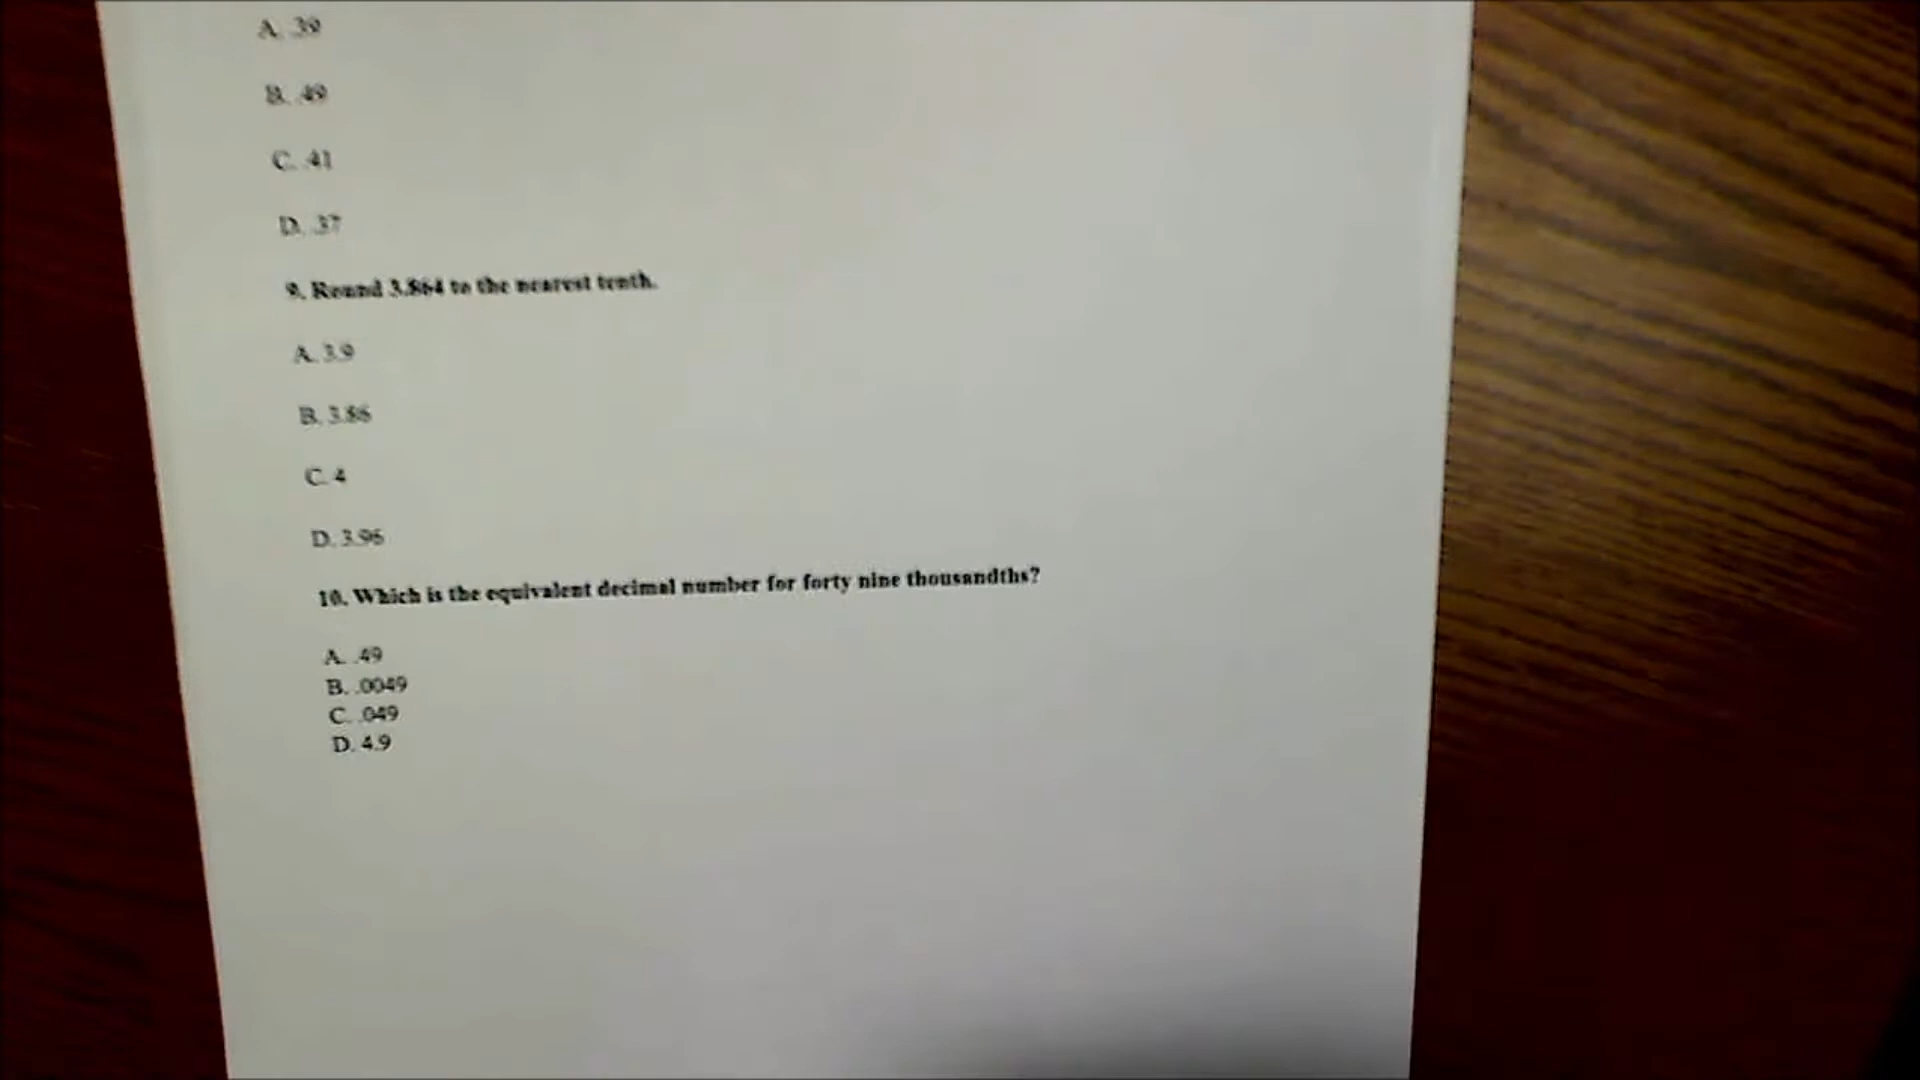 A. .39
B. .49
C. .41
D. .37
9. Round 3.864 to the nearest tenth.
A. 3.9
B. 3.86
C. 4
D. 3.96
10. Which is the equivalent decimal number for forty nine thousandths?
A. .49
B. .0049
C. .049
D. 4.9